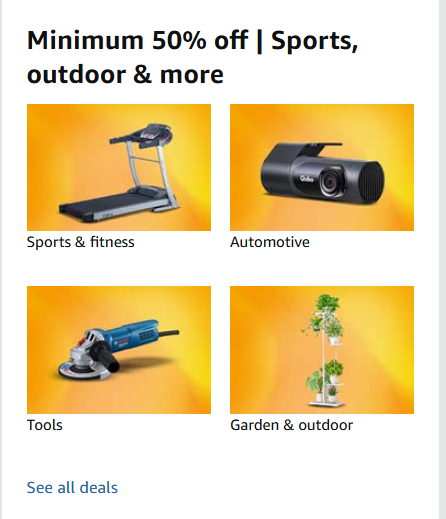 Minimum 50% off | Sports,
outdoor & more
Qubo
Sports & fitness
Automotive
Tools
Garden & outdoor
See all deals